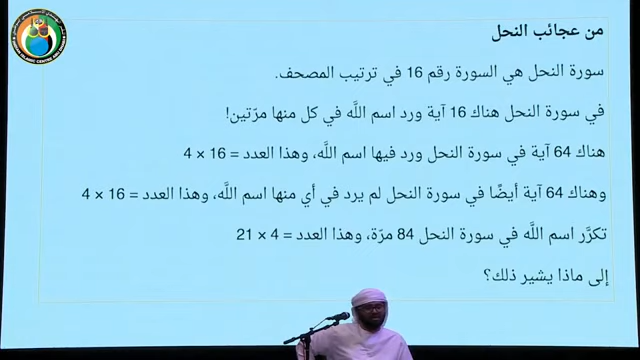 من عجائب النحل
سورة النحل هي السورة رقم 16 في ترتيب المصحف.
في سورة النحل هناك 16 آية ورد اسم اللَّه في كل منها مرّتين!
هناك 64 آية في سورة النحل ورد فيها اسم اللَّه، وهذا العدد = 16 × 4
وهناك 64 آية أيضًا في سورة النحل لم يرد في أي منها اسم اللَّه، وهذا العدد = 16 × 4
تكرَّر اسم اللَّه في سورة النحل 84 مرّة، وهذا العدد = 4 × 21
إلى ماذا يشير ذلك؟